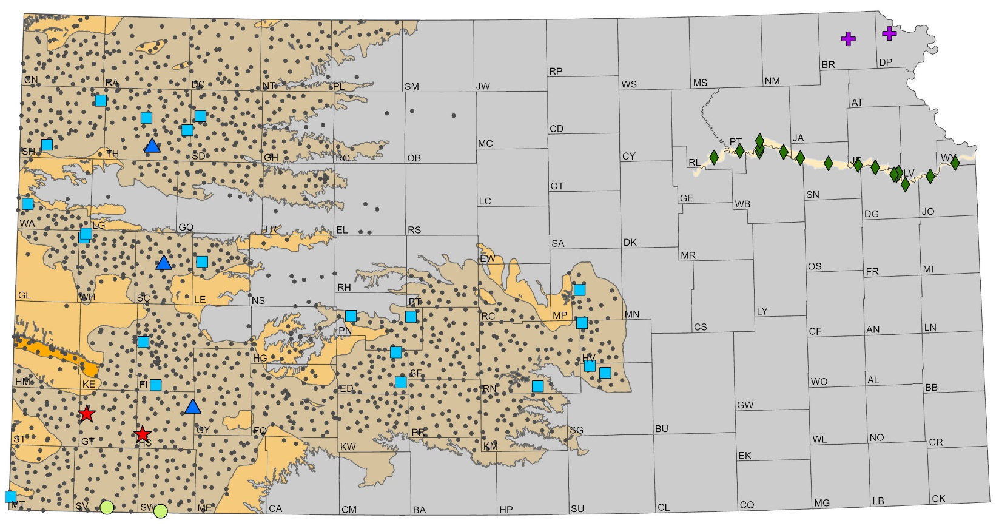 BR
DP
CN
RA
DC
NT
PL
SM
JW
RP
WS
MS
NM
AT
SH
TH
SD
GH
RO
OB
MC
CD
CY
RL
PT
JA
JF
LV
WY
WA
LG
GO
TR
EL
RS
LC
OT
GE
WB
SN
DG
JO
SA
DK
MR
EW
OS
FR
MI
GL
WH
SC
LE
NS
RH
BT
RC
MP
MN
CS
LY
CF
AN
LN
PN
HG
HV
HM
KE
FI
ED
SF
RN
WO
AL
BB
GW
ST
GT
HS
GY
FO
KW
PR
KM
SG
BU
EK
WL
NO
CR
MT
SV
SW
ME
CA
CM
BA
HP
SU
CL
CQ
MG
LB
CK